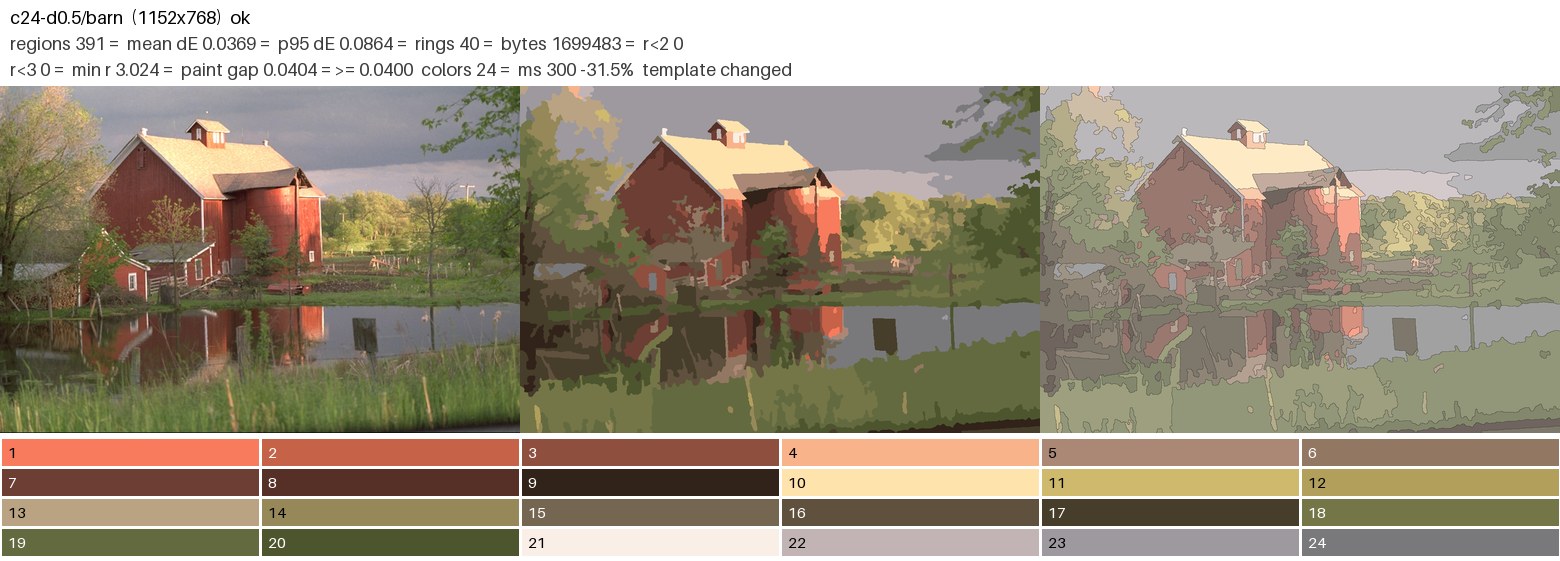 c24-d0.5/barn (1152x768) ok
regions 391 = mean dE 0.0369 = p95 dE 0.0864 = rings 40 = bytes 1699483 = r<2 0
r<3 0 = min r 3.024 = paint gap 0.0404 = >= 0.0400 colors 24 = ms 300 -31.5% template changed
1 2 3 4 5 6
7 8 9 10 11 12
13 14 15 16 17 18
19 20 21 22 23 24